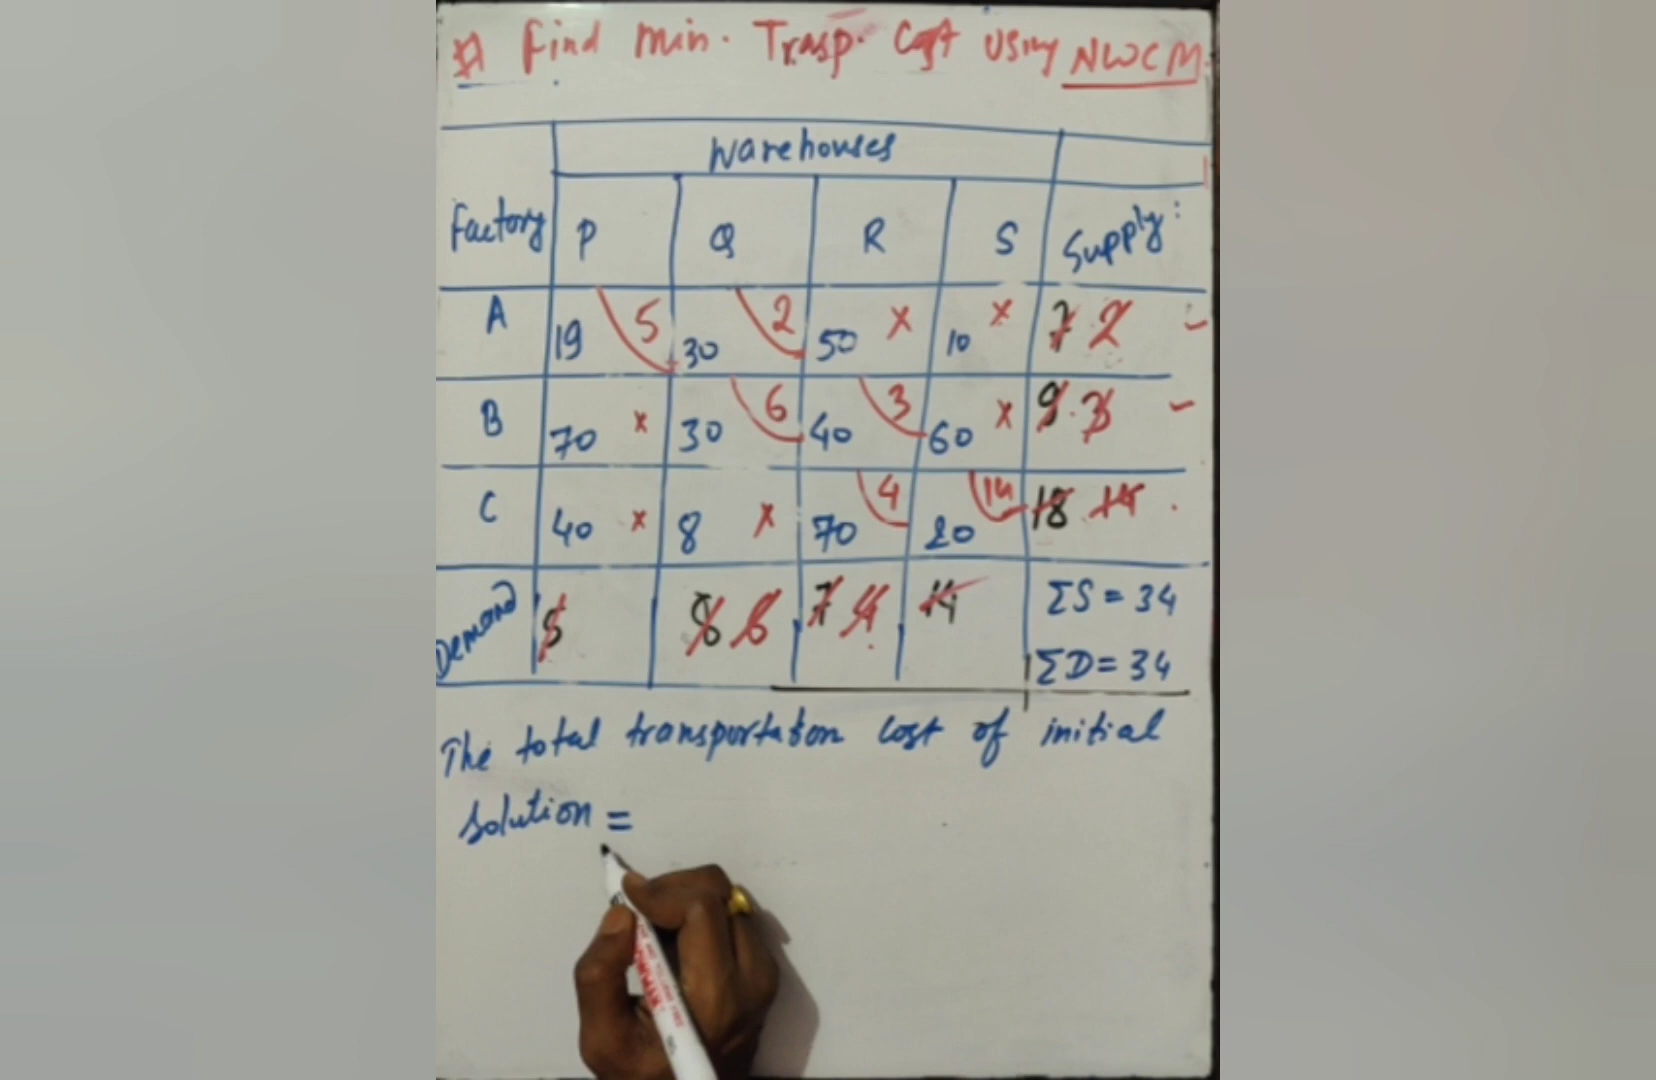 *] Find Min. Trasp. Cost Using NWCM.
Warehouses
Factory P Q R S Supply:
A 19 5 30 2 50 x 10 x 7 2
B 70 x 30 6 40 3 60 x 9 3
C 40 x 8 x 70 4 20 14 18 14
Demand 5 8 6 7 4 14 ΣS = 34
ΣD = 34
The total transportation cost of initial
solution =